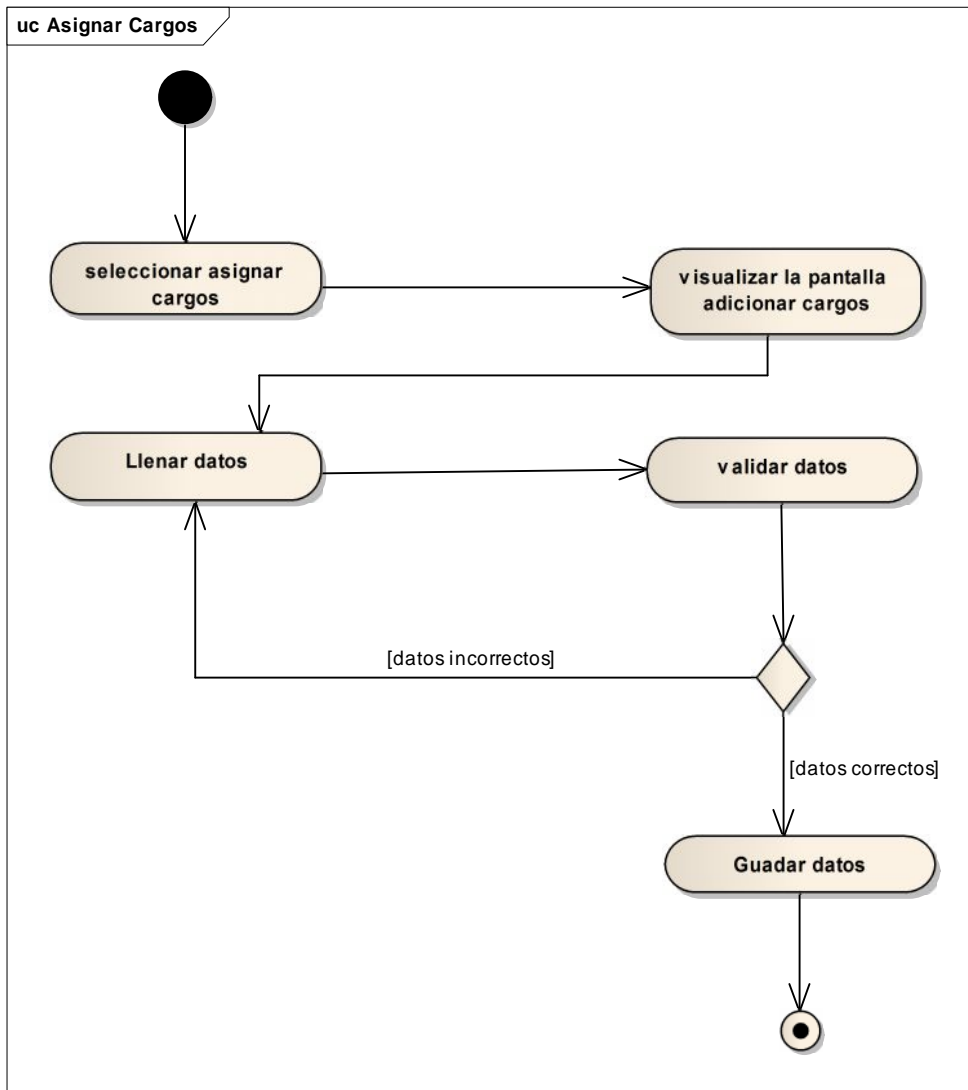 uc Asignar Cargos
seleccionar asignar
cargos
visualizar la pantalla
adicionar cargos
Llenar datos
validar datos
[datos incorrectos]
[datos correctos]
Guadar datos